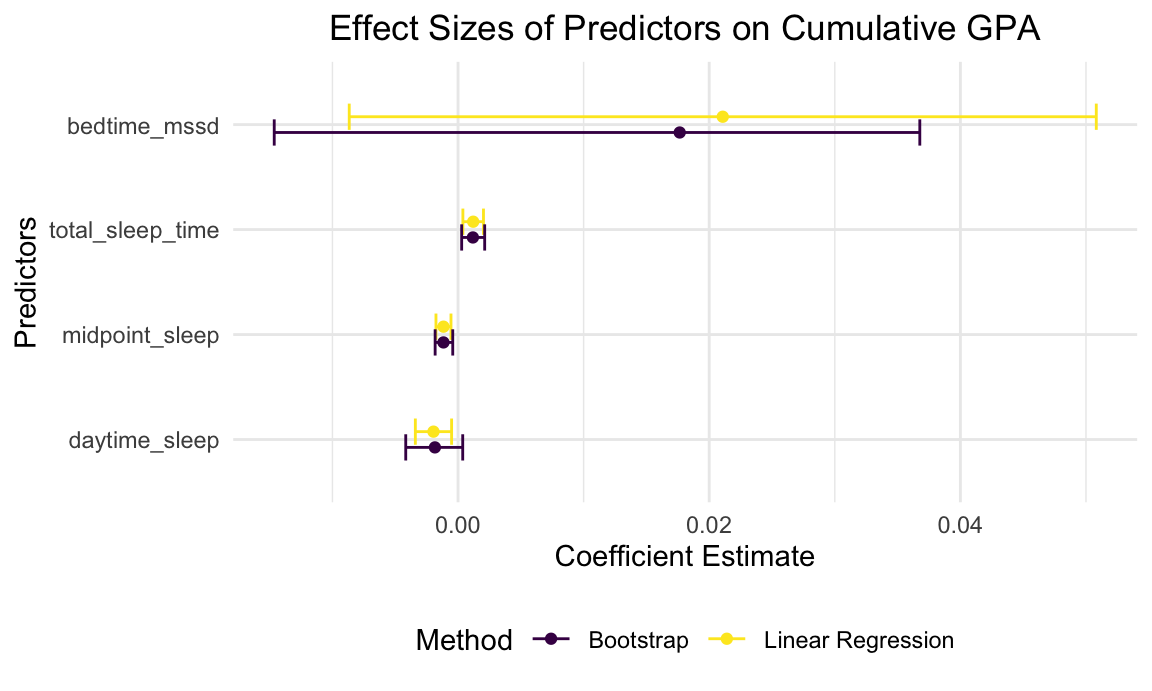 Effect Sizes of Predictors on Cumulative GPA
Predictors
bedtime_mssd
total_sleep_time
midpoint_sleep
daytime_sleep
0.00 0.02 0.04
Coefficient Estimate
Method Bootstrap Linear Regression